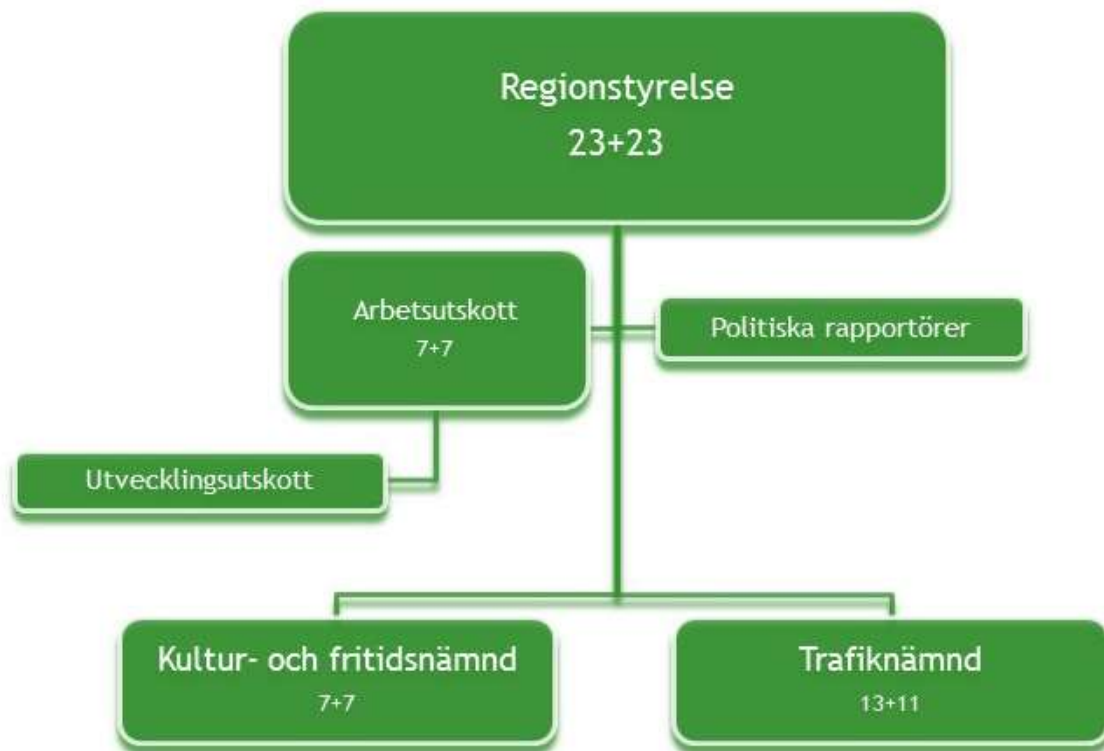 Regionstyrelse
23+23
Arbetsutskott
7+7
Politiska rapportörer
Utvecklingsutskott
Kultur- och fritidsnämnd
7+7
Trafiknämnd
13+11